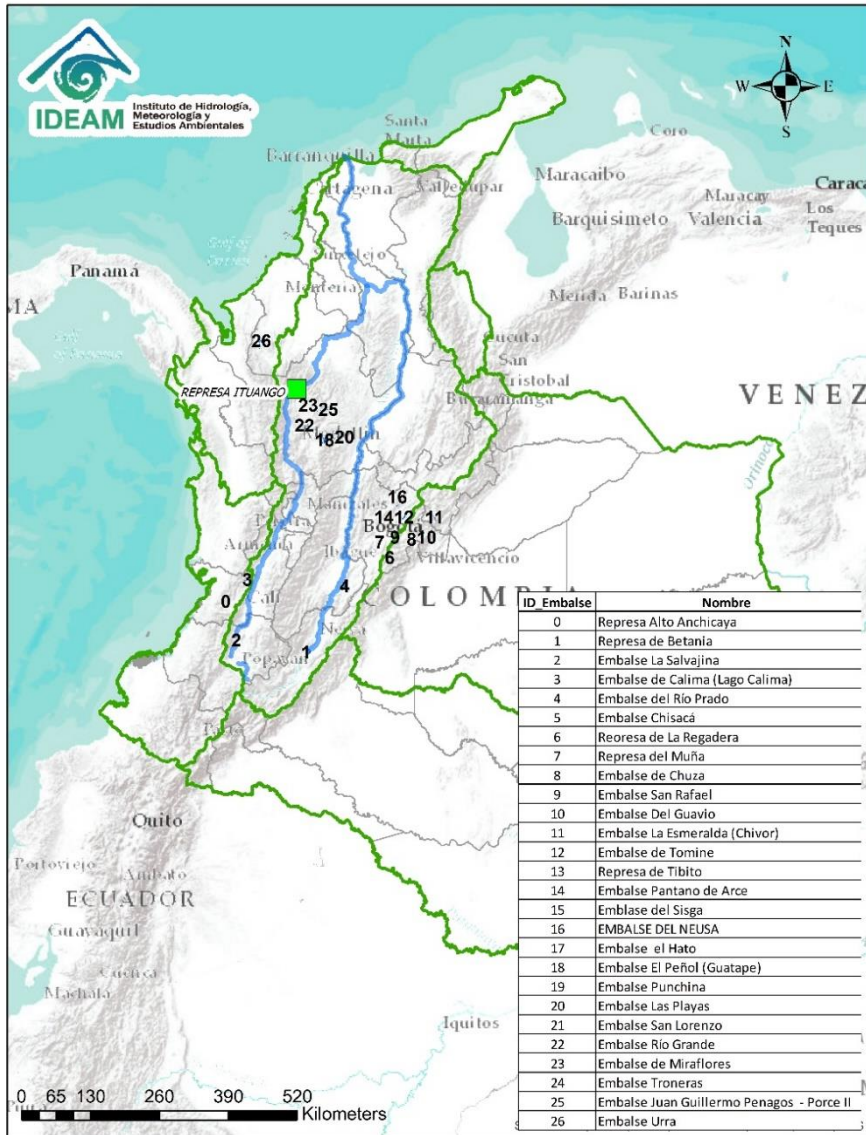 IDEAM
Instituto de Hidrología,
Meteorología y
Estudios Ambientales
N
W E
S
Santa
Marta
Barranquilla
Coro
Maracaibo
Maracay
Valledupar
Barquisimeto
Valencia
Los
Teques
Panamá
Montería
Merida
Barinas
26
San
REPRESA ITUANGO
VENEZ
23
25
22
18
20
Orinoco
Manizales
16
14
12
11
Bogotá
7
9
8
10
6
Armenia
Ibague
Villavicencio
3
4
0
Cali
COLOMBIA
2
1
Popayán
Quito
Portoviejo
Ambato
ECUADOR
Guayaquil
Cuenca
Machala
Iquitos
ID_Embalse Nombre
0 Represa Alto Anchicaya
1 Represa de Betania
2 Embalse La Salvajina
3 Embalse de Calima (Lago Calima)
4 Embalse del Río Prado
5 Embalse Chisacá
6 Reoresa de La Regadera
7 Represa del Muña
8 Embalse de Chuza
9 Embalse San Rafael
10 Embalse Del Guavio
11 Embalse La Esmeralda (Chivor)
12 Embalse de Tomine
13 Represa de Tibito
14 Embalse Pantano de Arce
15 Emblase del Sisga
16 EMBALSE DEL NEUSA
17 Embalse el Hato
18 Embalse El Peñol (Guatape)
19 Embalse Punchina
20 Embalse Las Playas
21 Embalse San Lorenzo
22 Embalse Río Grande
23 Embalse de Miraflores
24 Embalse Troneras
25 Embalse Juan Guillermo Penagos - Porce II
26 Embalse Urra
0 65 130 260 390 520
Kilometers